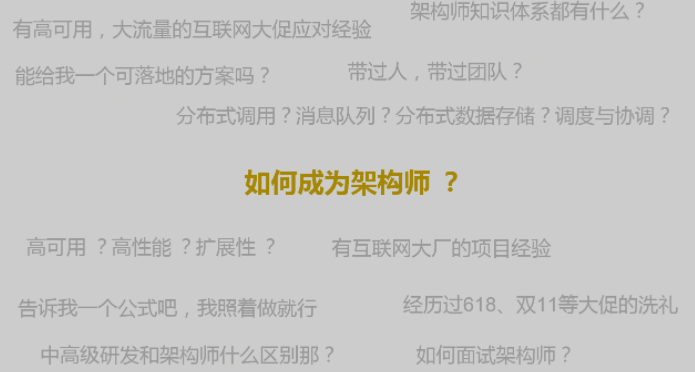 架构师知识体系都有什么？
有高可用，大流量的互联网大促应对经验
能给我一个可落地的方案吗？
带过人，带过团队？
分布式调用？消息队列？分布式数据存储？调度与协调？
如何成为架构师 ？
高可用 ？高性能 ？扩展性 ？
有互联网大厂的项目经验
告诉我一个公式吧，我照着做就行
经历过618、双11等大促的洗礼
中高级研发和架构师什么区别那？
如何面试架构师？